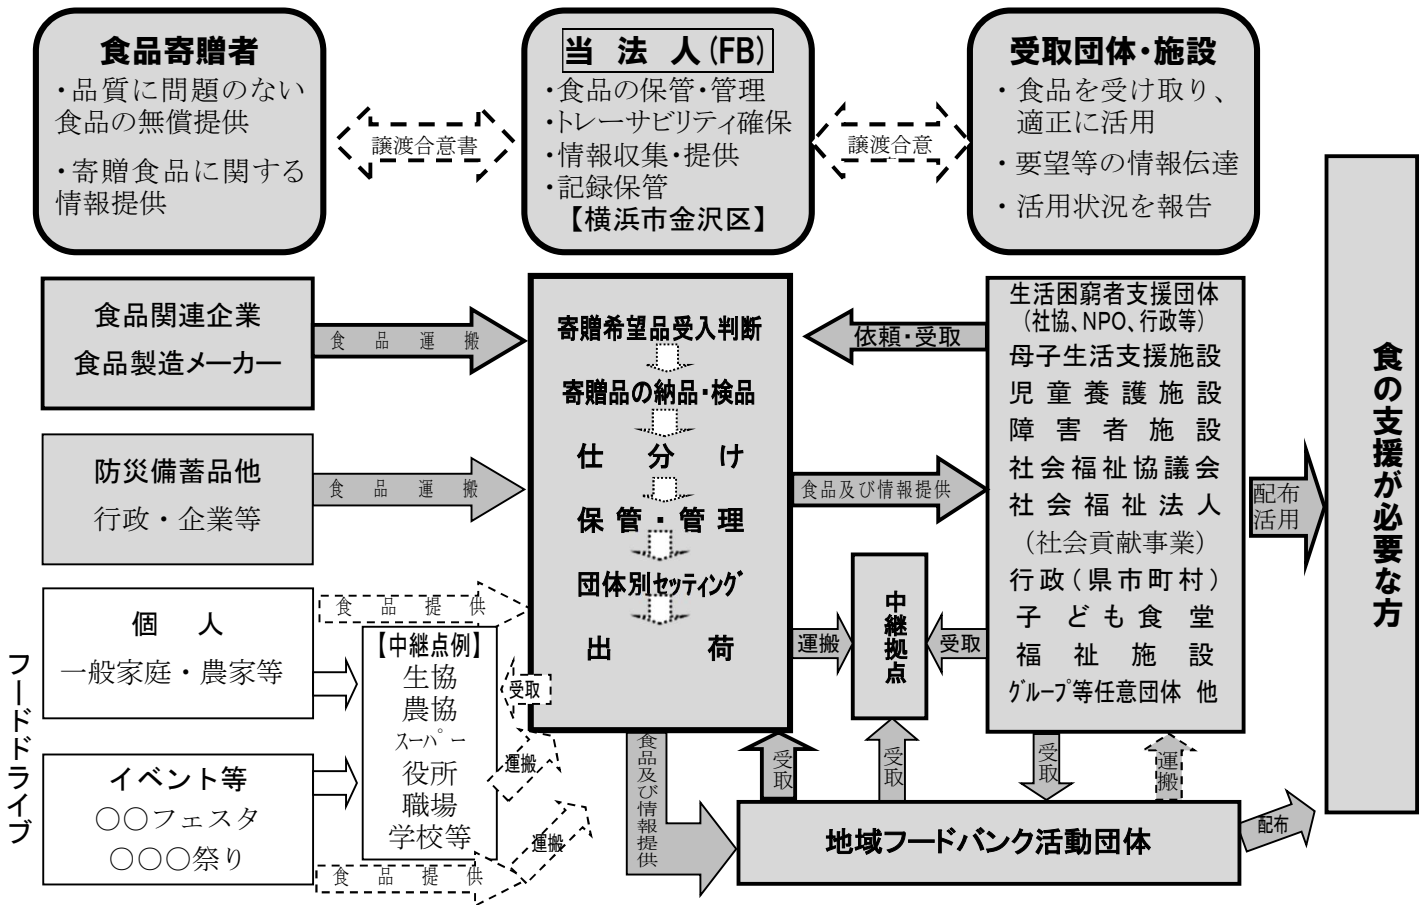 食品寄贈者
・品質に問題のない
食品の無償提供
・寄贈食品に関する
情報提供
譲渡合意書
当 法 人(FB)
・食品の保管・管理
・トレーサビリティ確保
・情報収集・提供
・記録保管
【横浜市金沢区】
譲渡合意
受取団体・施設
・食品を受け取り、
適正に活用
・要望等の情報伝達
・活用状況を報告
食品関連企業
食品製造メーカー
食品運搬
防災備蓄品他
行政・企業等
食品運搬
フードドライブ
個 人
一般家庭・農家等
食品提供
イベント等
〇〇フェスタ
〇〇〇祭り
食品提供
【中継点例】
生協
農協
スーパー
役所
職場
学校等
受取
運搬
運搬
寄贈希望品受入判断
寄贈品の納品・検品
仕 分 け
保 管 ・ 管 理
団体別セッティング
出 荷
依頼・受取
食品及び情報提供
運搬
中継拠点
受取
生活困窮者支援団体
(社協、NPO、行政等)
母子生活支援施設
児童養護施設
障害者施設
社会福祉協議会
社会福祉法人
(社会貢献事業)
行政(県市町村)
子ども食堂
福祉施設
グループ等任意団体 他
配布
活用
食の支援が必要な方
食品及び情報提供
受取
受取
受取
運搬
地域フードバンク活動団体
配布